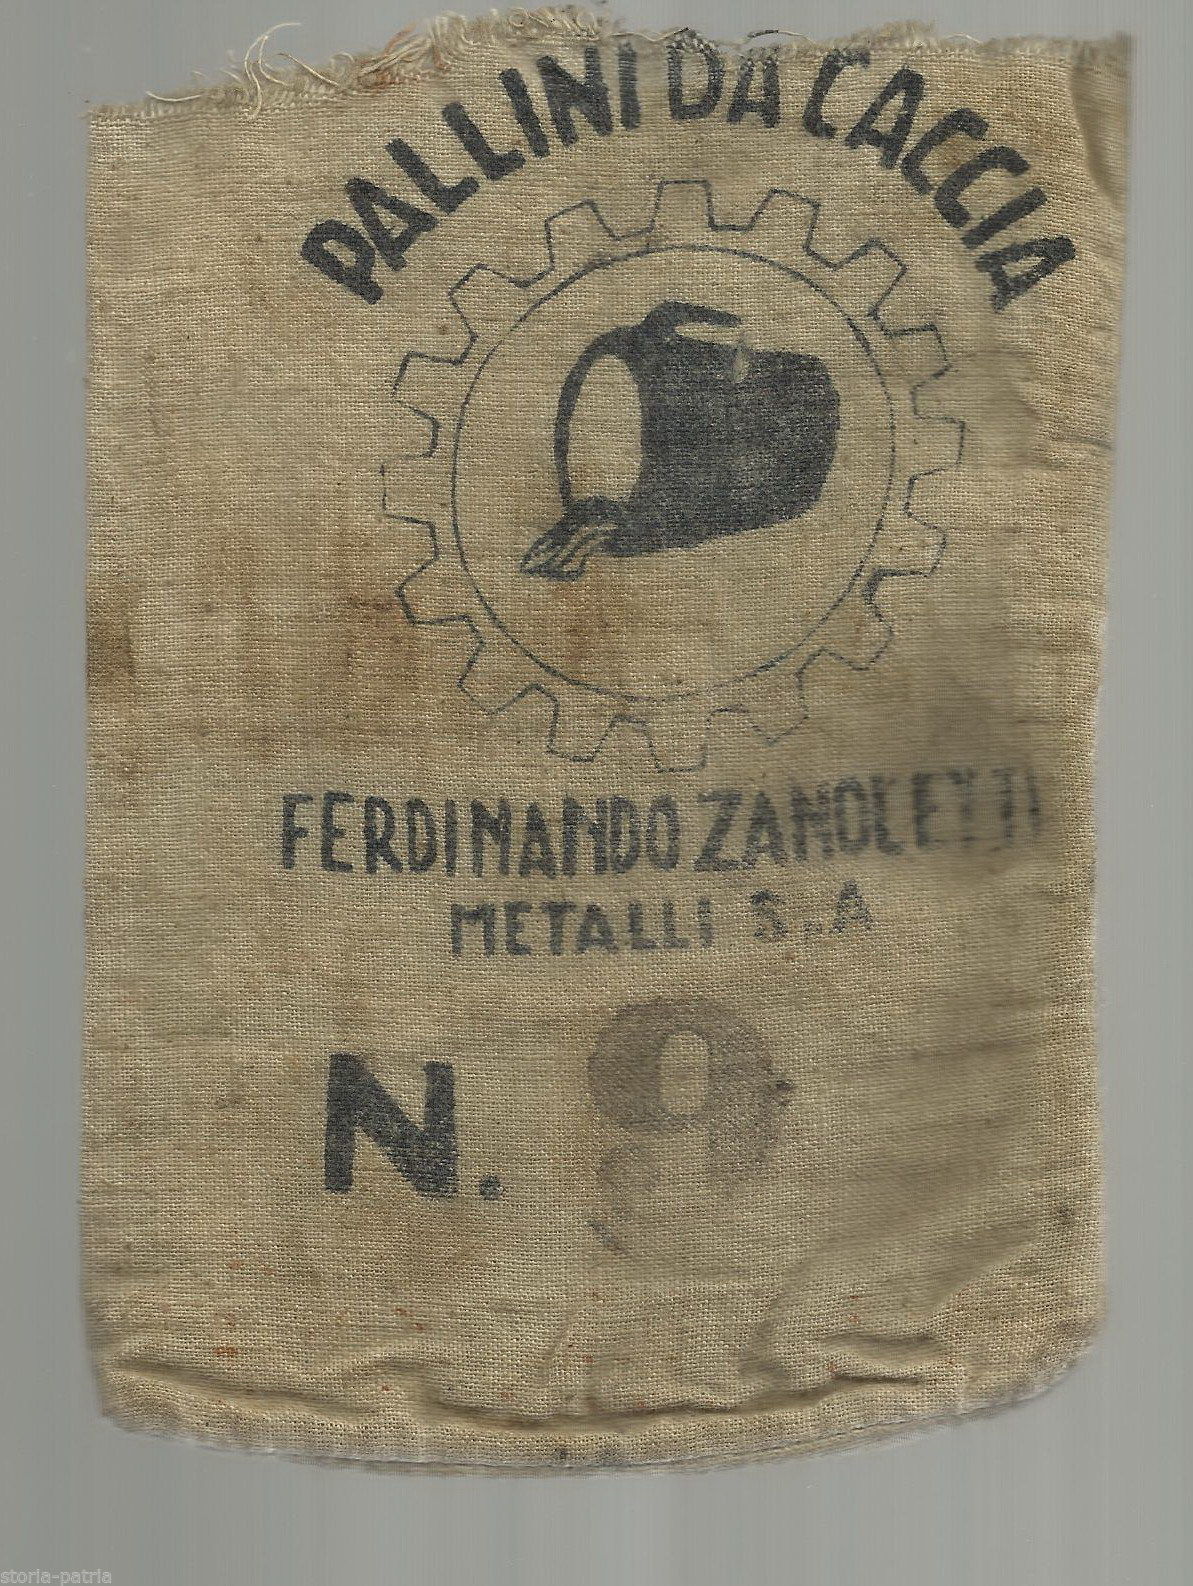 PALLINI DA CACCIA
FERDINANDO ZANOLETTI
METALLI S.A
N. 9
storia-patria